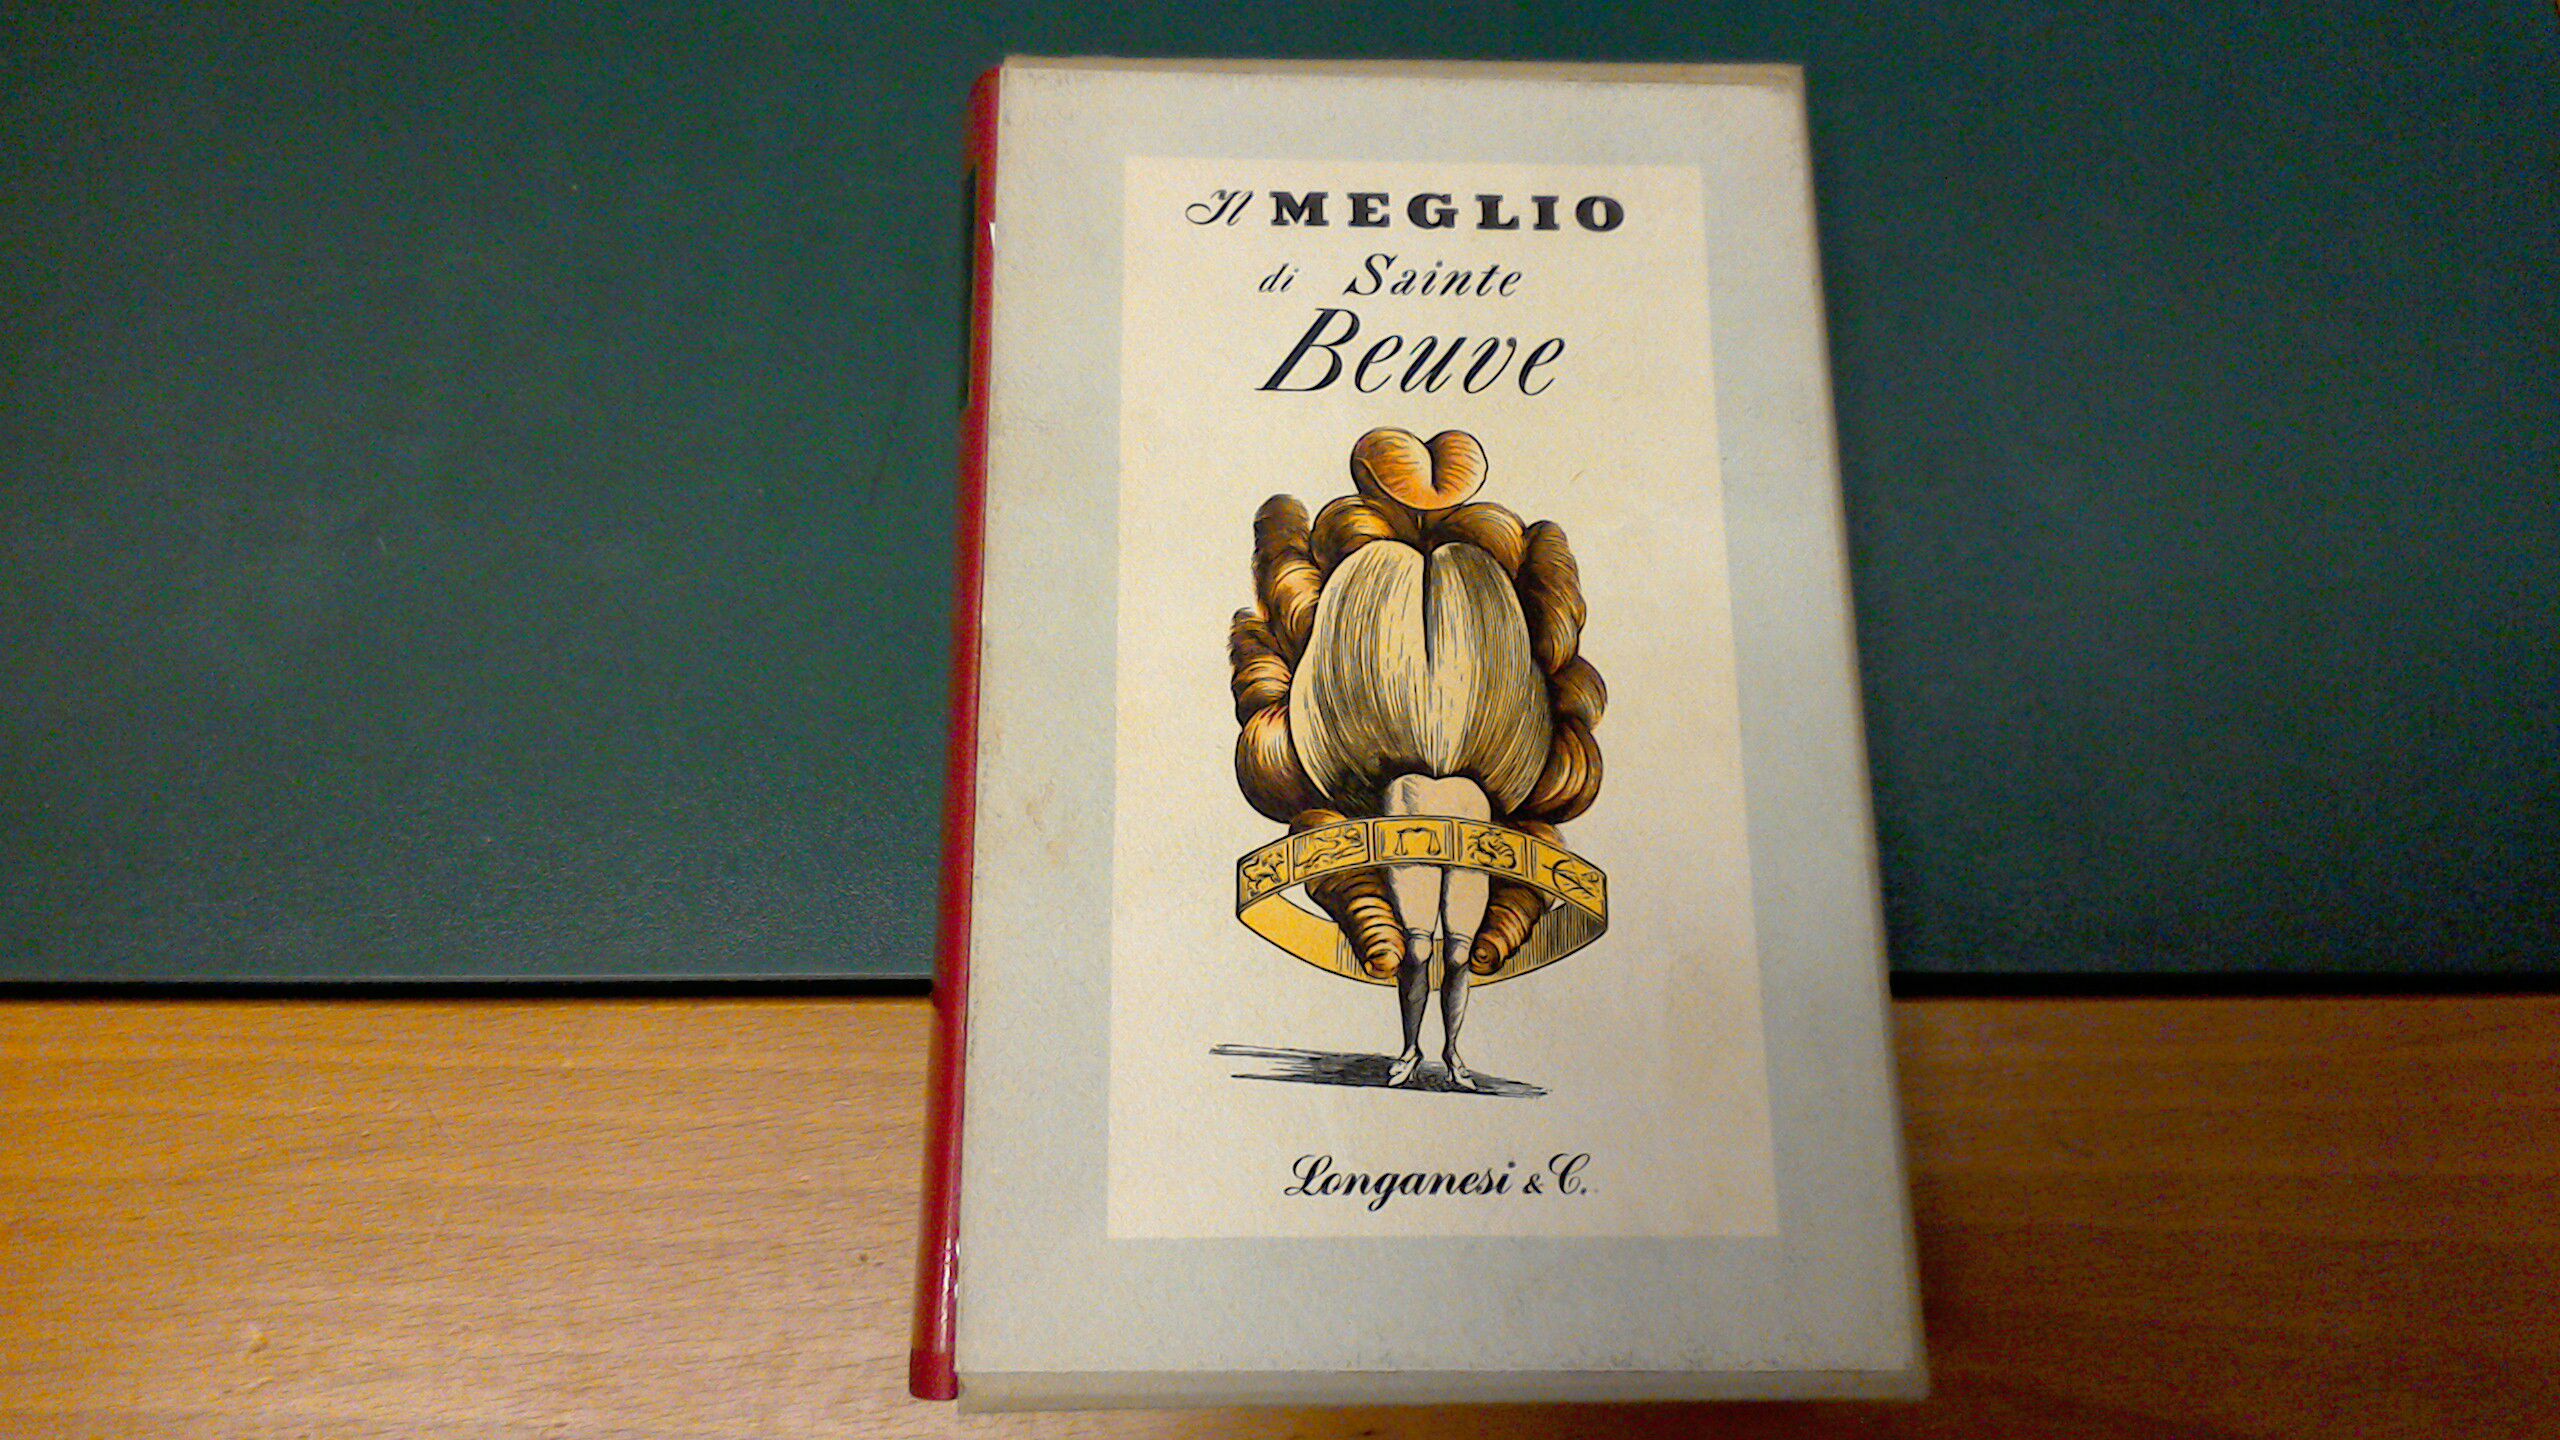 Il MEGLIO
di Sainte
Beuve
Longanesi & C.